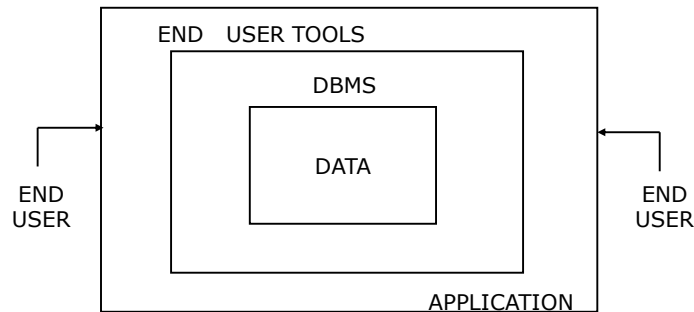 END USER TOOLS
DBMS
DATA
END
USER
END
USER
APPLICATION